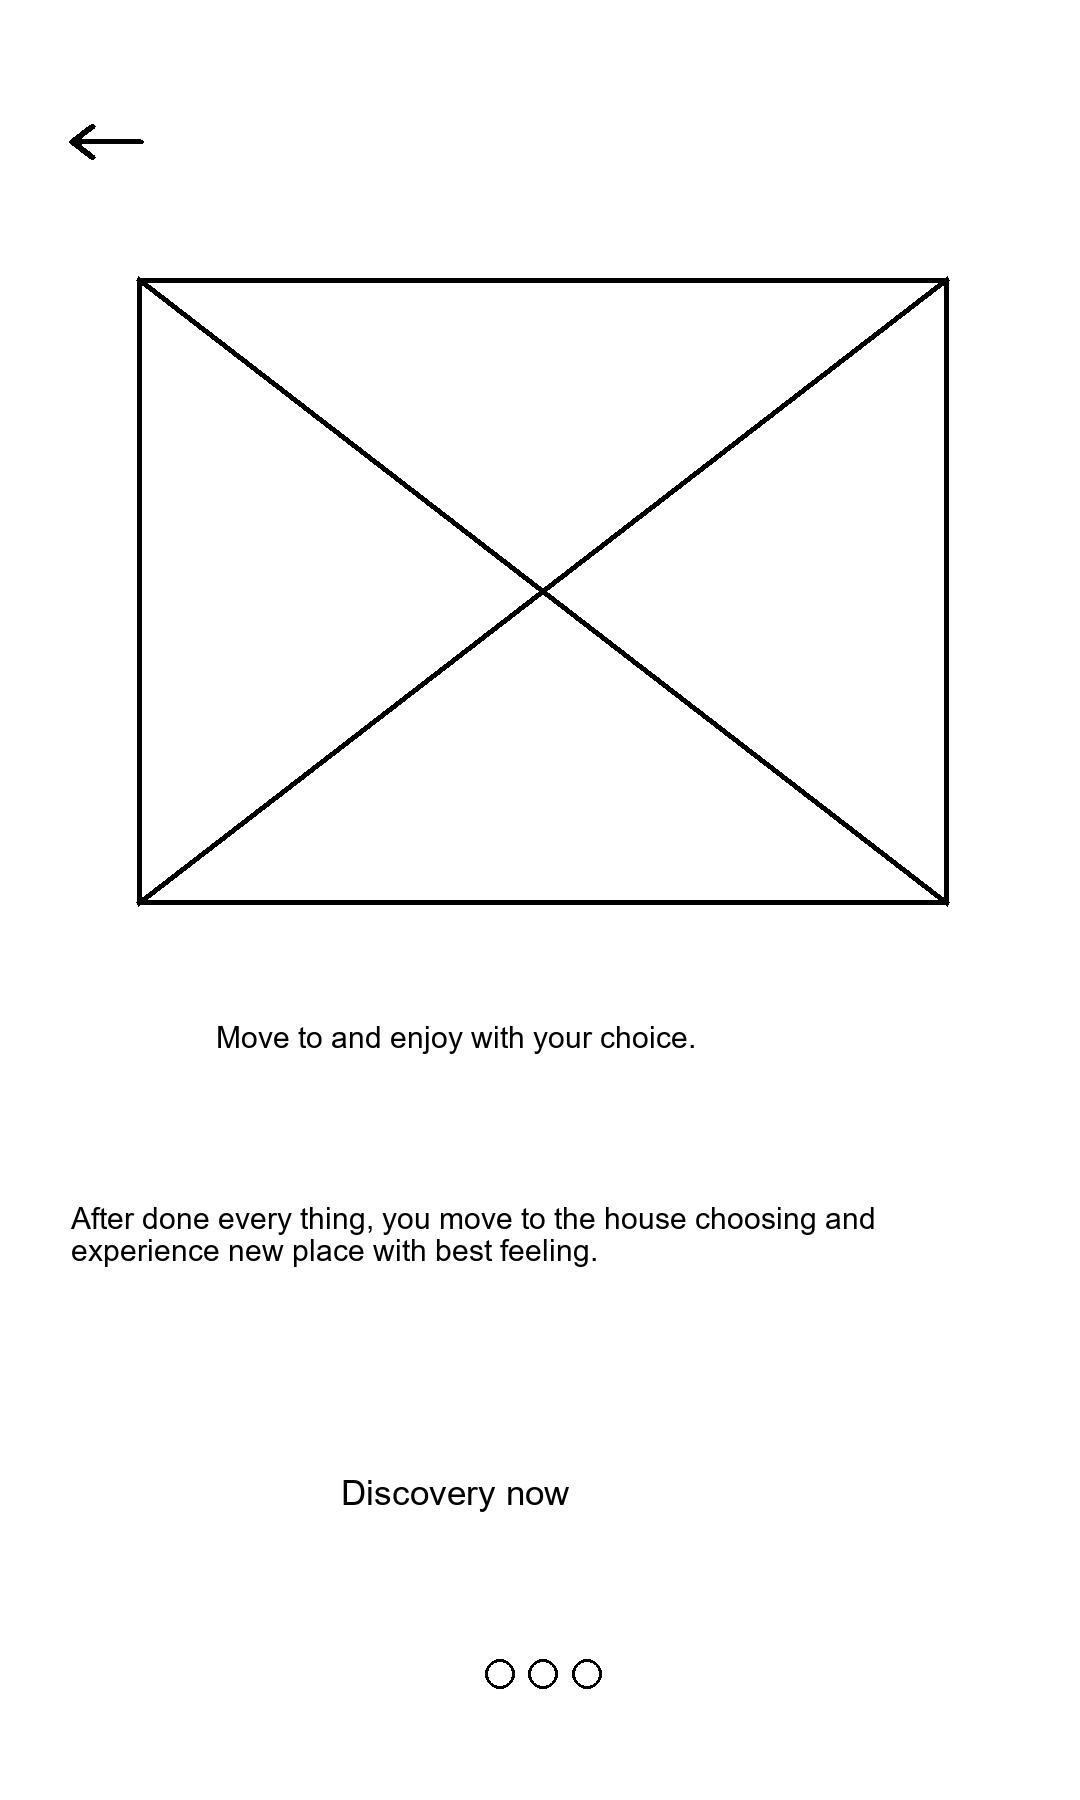 Move to and enjoy with your choice.
After done every thing, you move to the house choosing and
experience new place with best feeling.
Discovery now